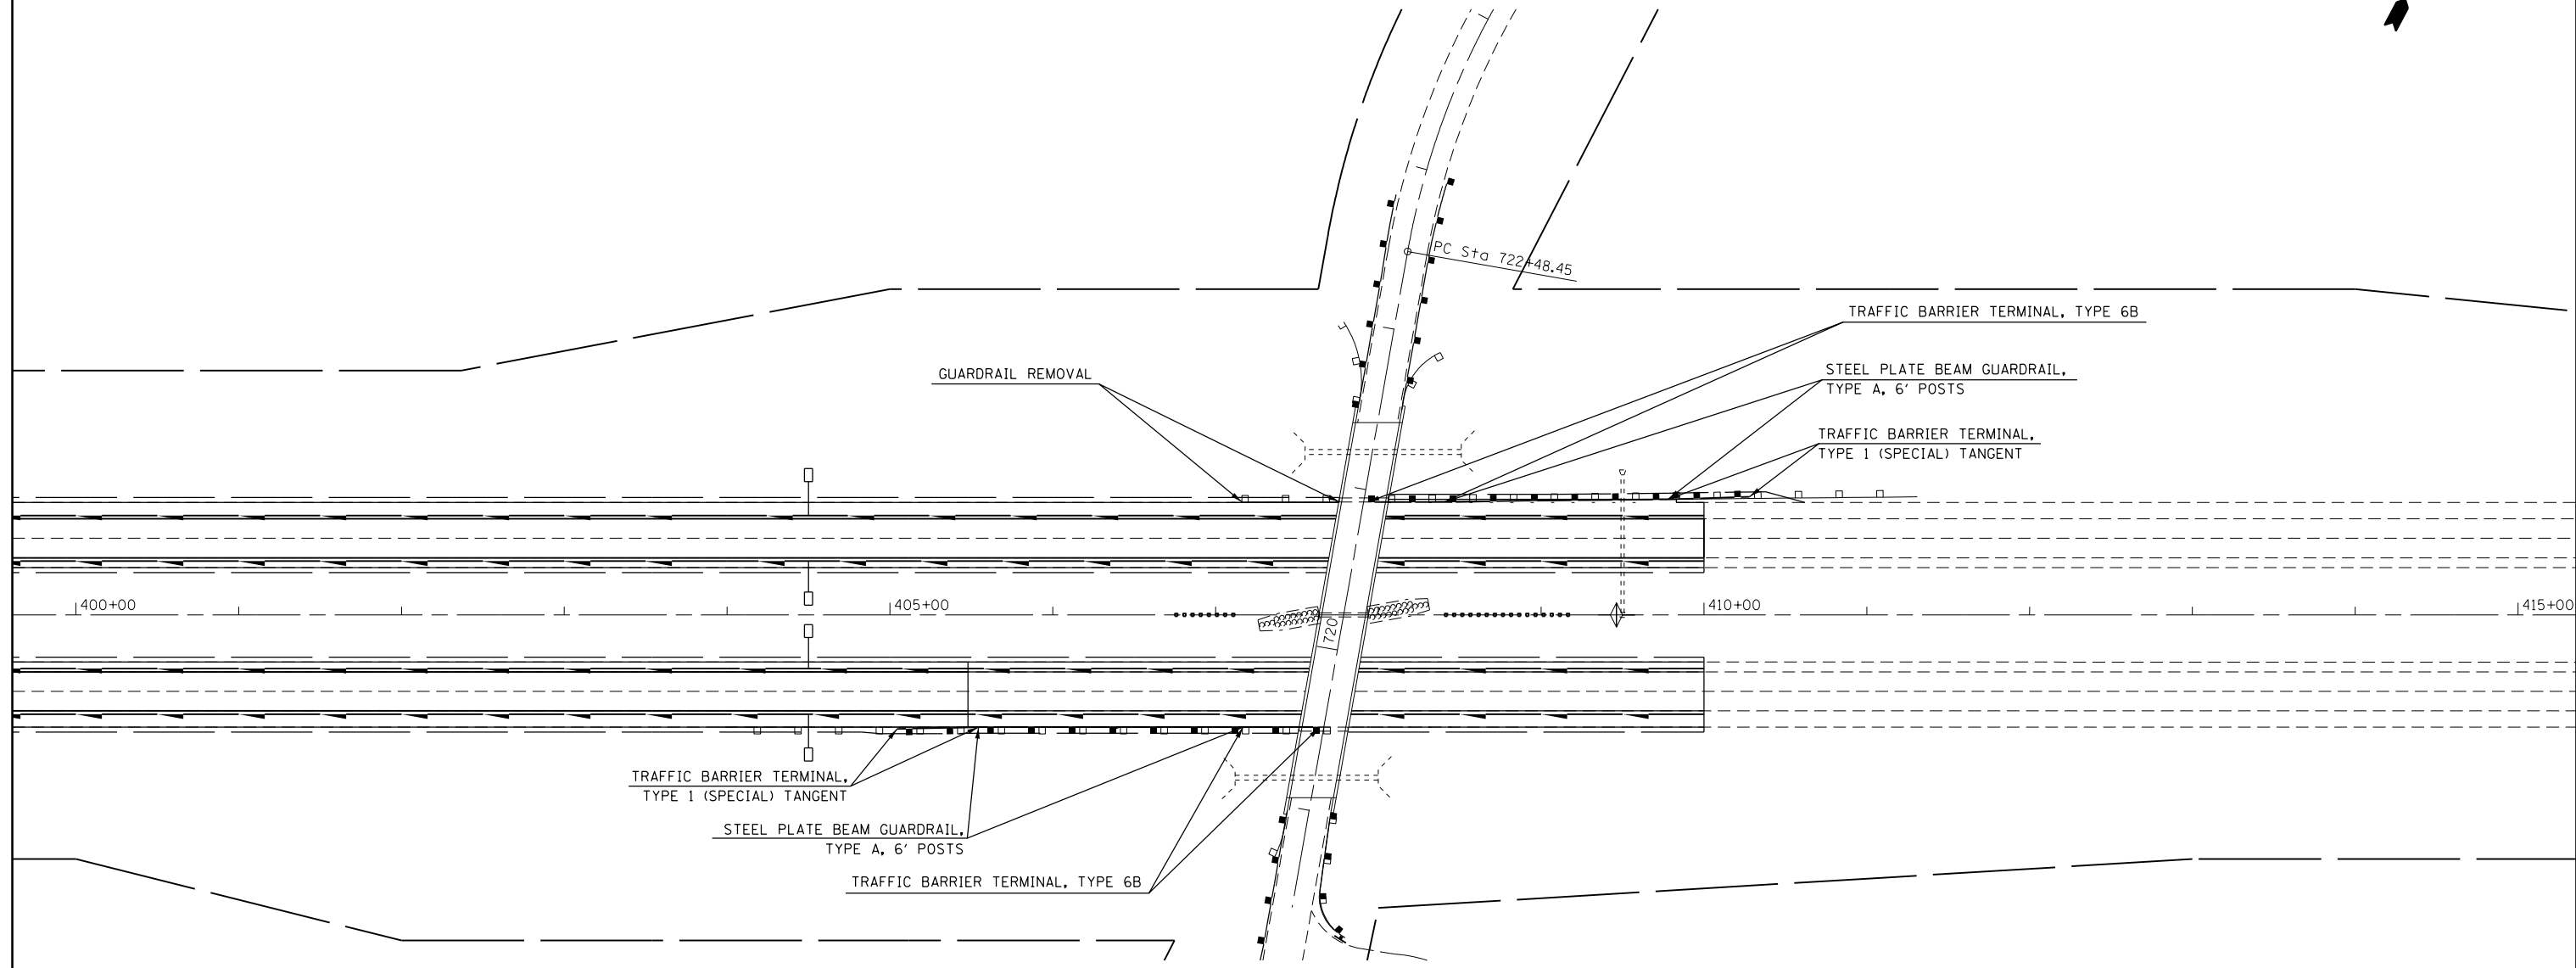 PC Sta 722+48.45
TRAFFIC BARRIER TERMINAL, TYPE 6B
STEEL PLATE BEAM GUARDRAIL,
TYPE A, 6' POSTS
GUARDRAIL REMOVAL
TRAFFIC BARRIER TERMINAL,
TYPE 1 (SPECIAL) TANGENT
400+00
405+00
410+00
415+00
720
TRAFFIC BARRIER TERMINAL,
TYPE 1 (SPECIAL) TANGENT
STEEL PLATE BEAM GUARDRAIL,
TYPE A, 6' POSTS
TRAFFIC BARRIER TERMINAL, TYPE 6B